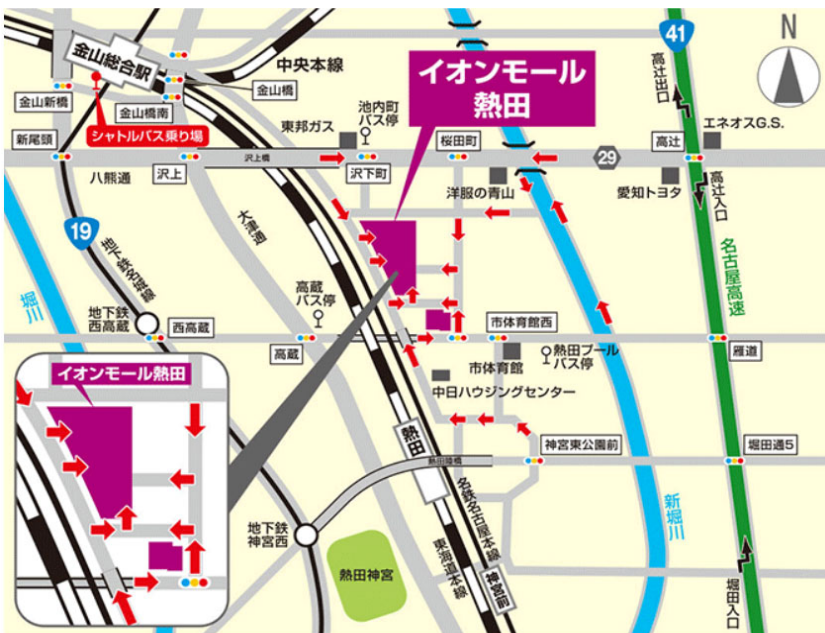 N
41
金山総合駅
中央本線
イオンモール
熱田
高辻出口
金山橋
金山新橋
金山橋南
池内町
バス停
エネオスG.S.
シャトルバス乗り場
東邦ガス
新尾頭
沢上橋
桜田町
29
高辻
八熊通
沢上
沢下町
洋服の青山
愛知トヨタ
高辻入口
大津通
19
地下鉄名城線
名古屋高速
堀川
高蔵
バス停
地下鉄
西高蔵
西高蔵
高蔵
市体育館西
雁道
市体育館
熱田プール
バス停
中日ハウジングセンター
イオンモール熱田
熱田
神宮東公園前
堀田通5
熱田陸橋
名鉄名古屋本線
新堀川
地下鉄
神宮西
熱田神宮
東海道本線
神宮前
堀田入口